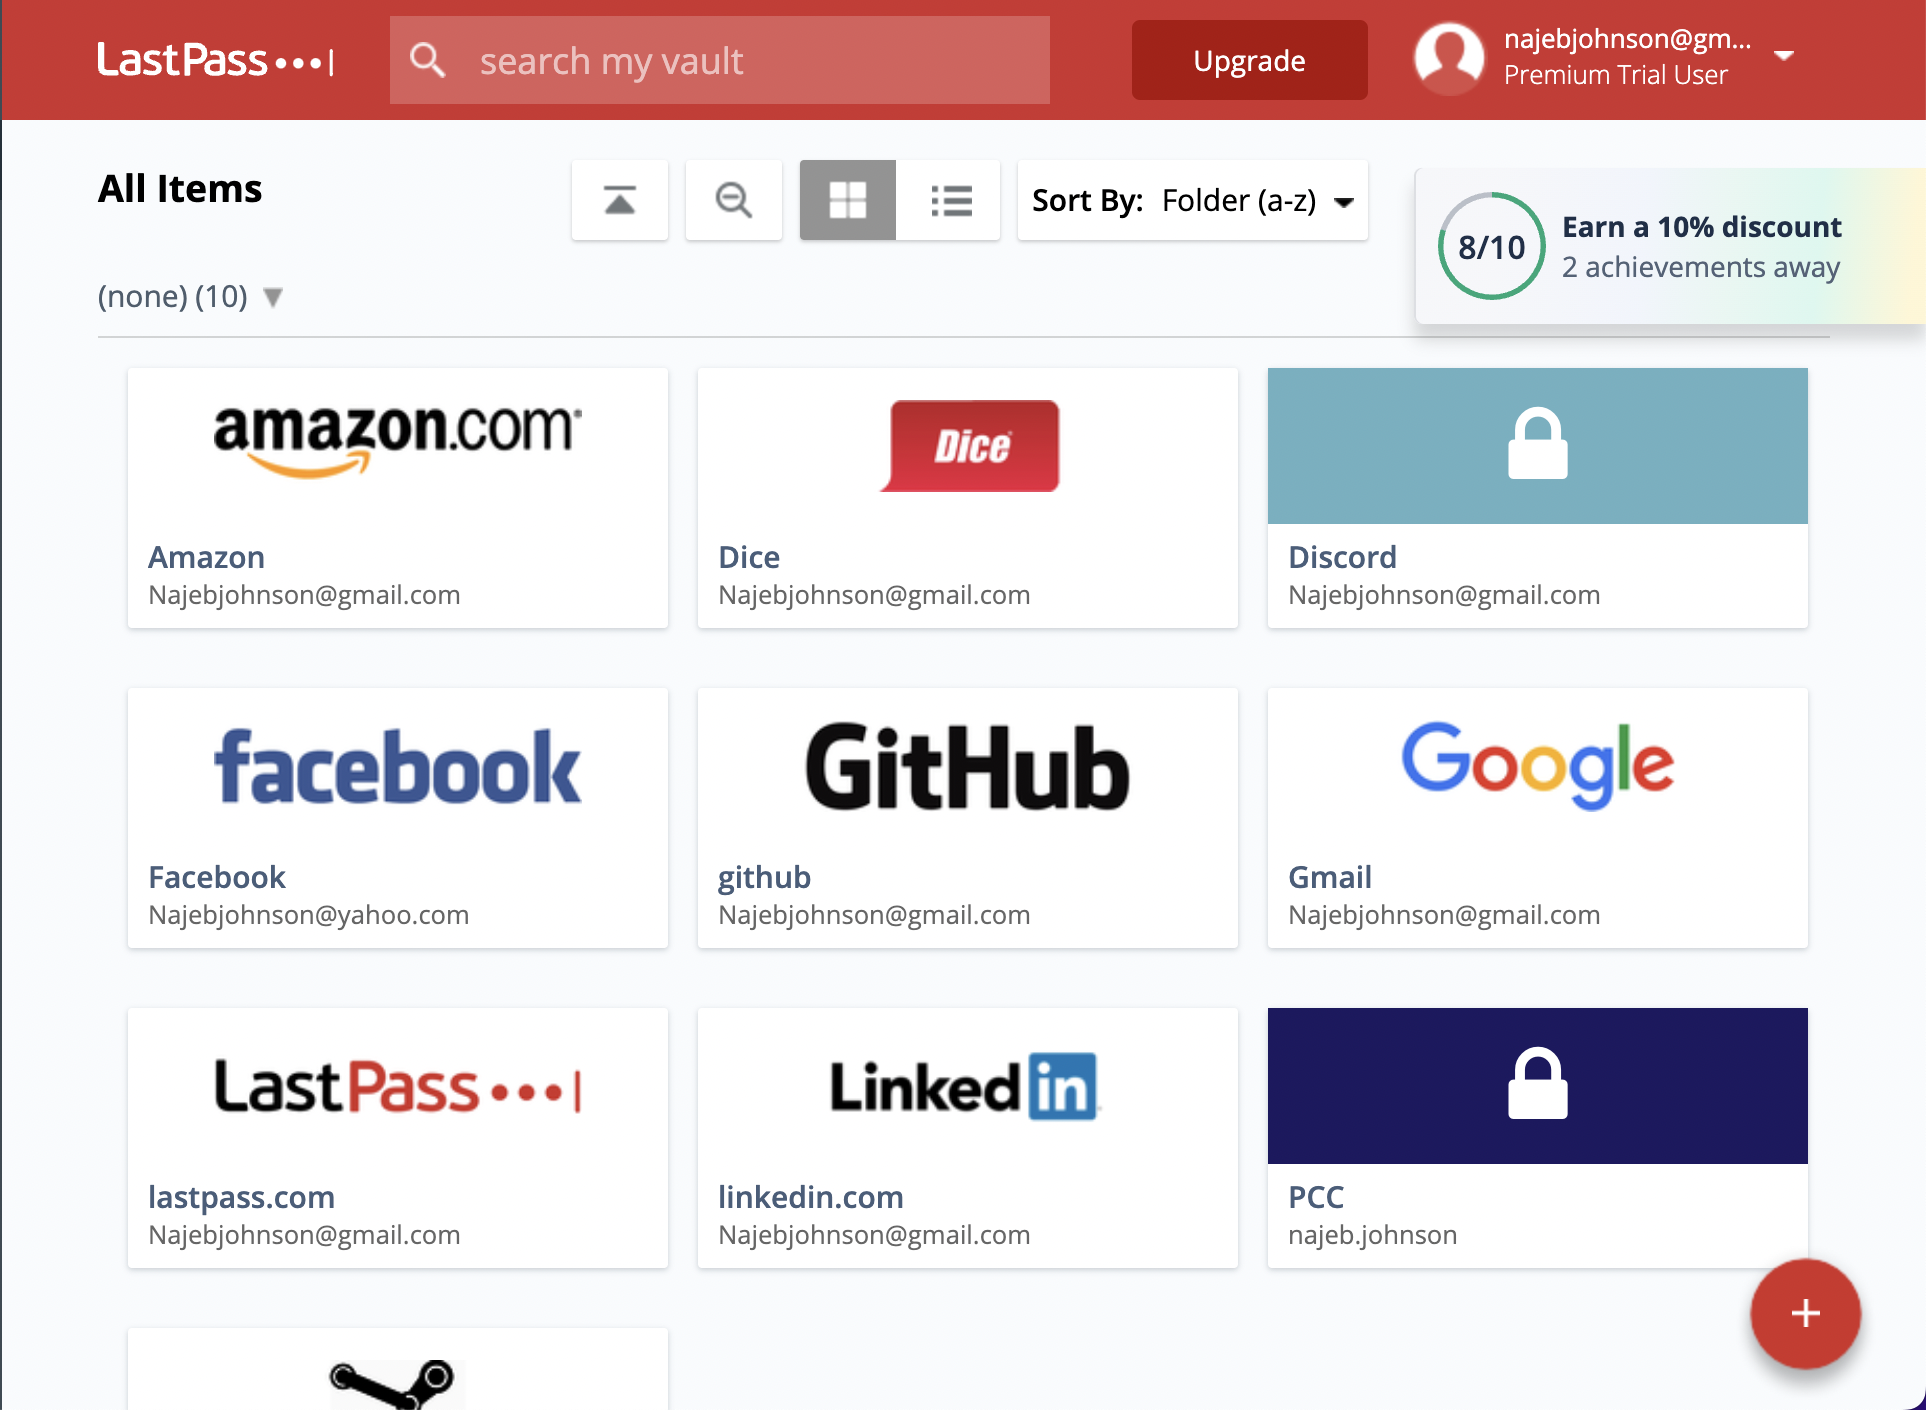 LastPass
search my vault
Upgrade
najebjohnson@gm...
Premium Trial User
All Items
Sort By: Folder (a-z)
8/10
Earn a 10% discount
2 achievements away
(none) (10)
amazon.com
Amazon
Najebjohnson@gmail.com
Dice
Dice
Najebjohnson@gmail.com
Discord
Najebjohnson@gmail.com
facebook
Facebook
Najebjohnson@yahoo.com
GitHub
github
Najebjohnson@gmail.com
Google
Gmail
Najebjohnson@gmail.com
LastPass
lastpass.com
Najebjohnson@gmail.com
Linked in
linkedin.com
Najebjohnson@gmail.com
PCC
najeb.johnson
+